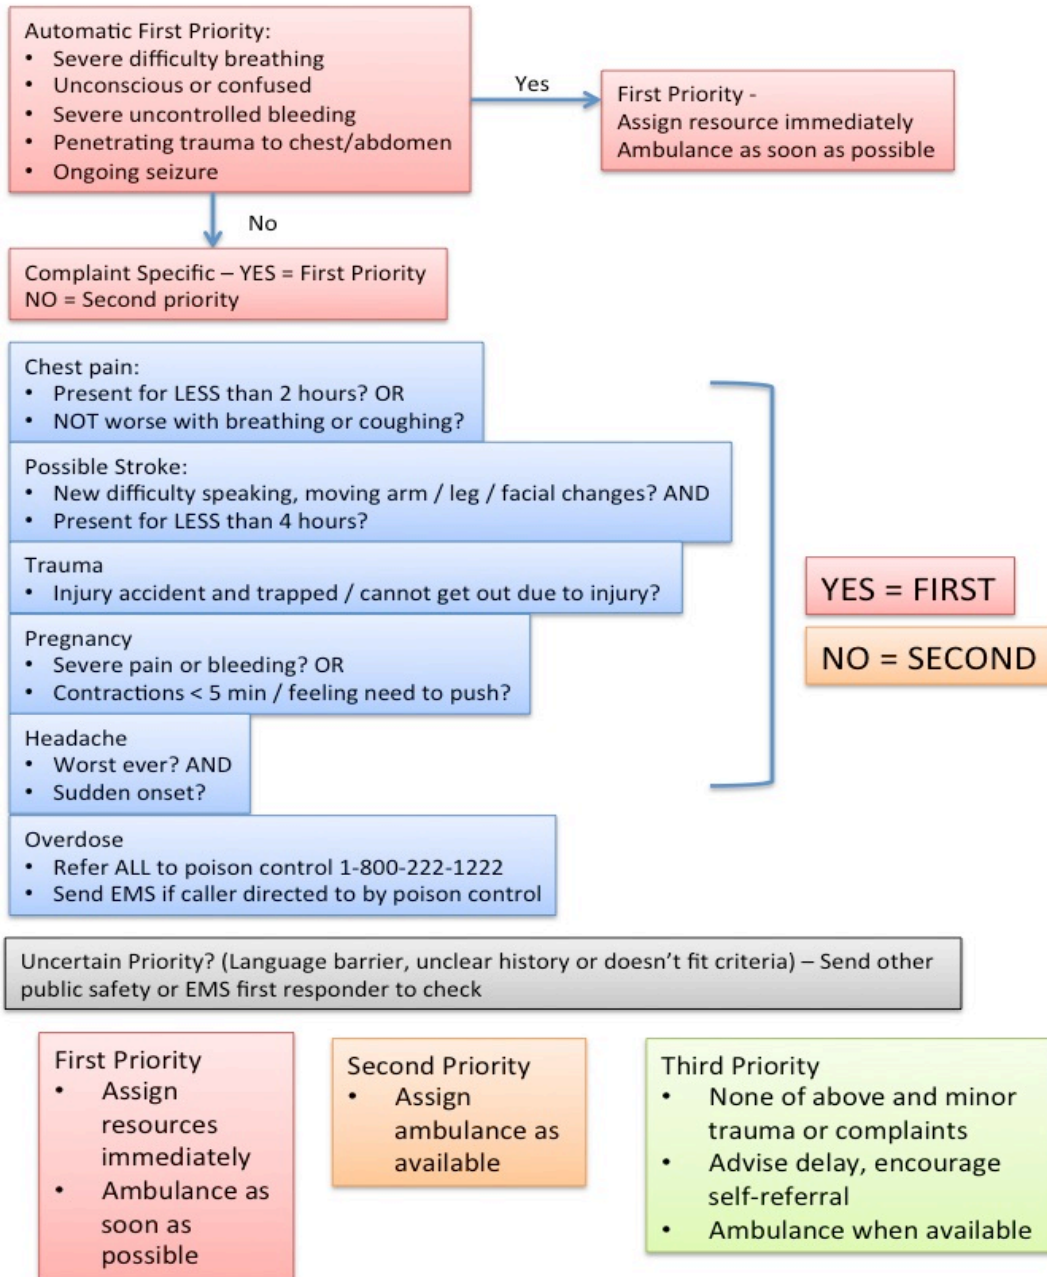 Automatic First Priority:
• Severe difficulty breathing
• Unconscious or confused
• Severe uncontrolled bleeding
• Penetrating trauma to chest/abdomen
• Ongoing seizure
Yes
First Priority -
Assign resource immediately
Ambulance as soon as possible
No
Complaint Specific – YES = First Priority
NO = Second priority
Chest pain:
• Present for LESS than 2 hours? OR
• NOT worse with breathing or coughing?
Possible Stroke:
• New difficulty speaking, moving arm / leg / facial changes? AND
• Present for LESS than 4 hours?
Trauma
• Injury accident and trapped / cannot get out due to injury?
Pregnancy
• Severe pain or bleeding? OR
• Contractions < 5 min / feeling need to push?
Headache
• Worst ever? AND
• Sudden onset?
YES = FIRST
NO = SECOND
Overdose
• Refer ALL to poison control 1-800-222-1222
• Send EMS if caller directed to by poison control
Uncertain Priority? (Language barrier, unclear history or doesn’t fit criteria) – Send other
public safety or EMS first responder to check
First Priority
• Assign
resources
immediately
• Ambulance as
soon as
possible
Second Priority
• Assign
ambulance as
available
Third Priority
• None of above and minor
trauma or complaints
• Advise delay, encourage
self-referral
• Ambulance when available